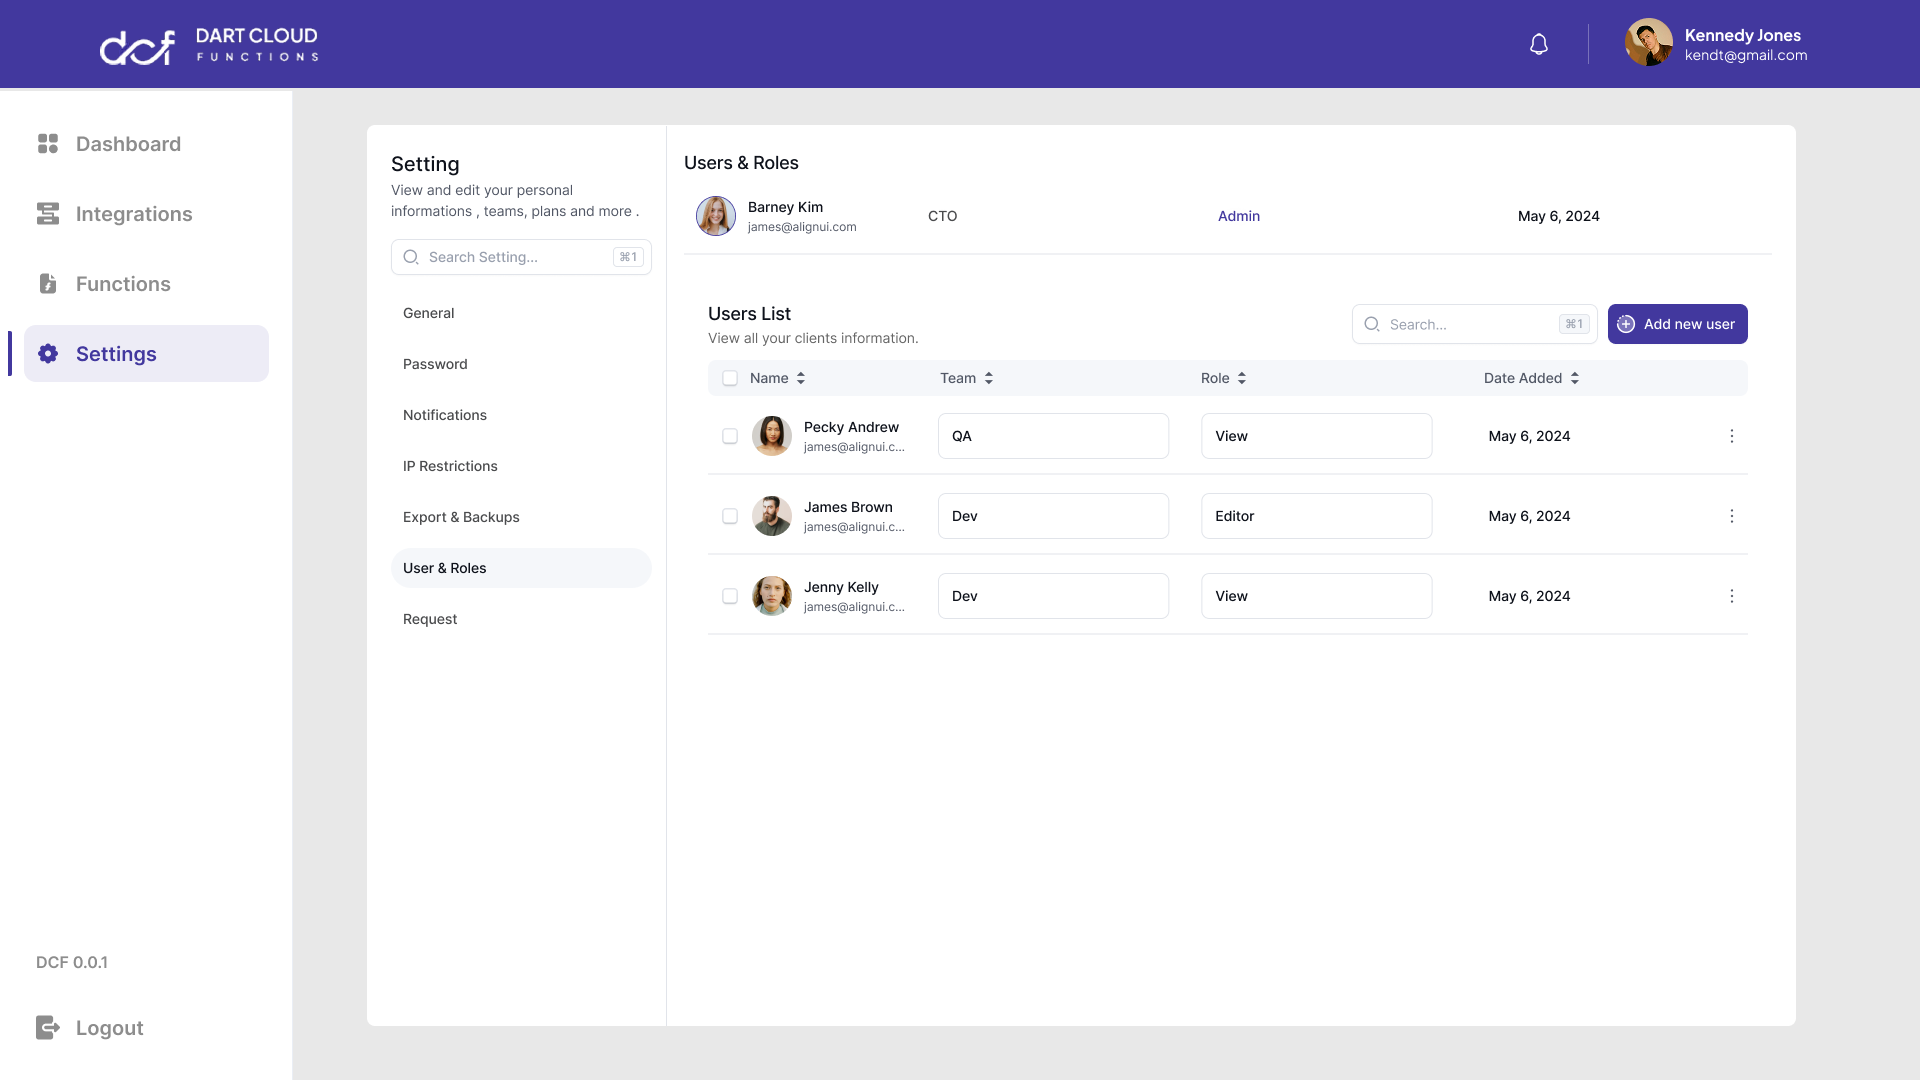 dcf
DART CLOUD
FUNCTIONS
Kennedy Jones
kendt@gmail.com
Dashboard
Integrations
Functions
Settings
DCF 0.0.1
Logout
Setting
View and edit your personal
informations , teams, plans and more .
Search Setting...
⌘1
General
Password
Notifications
IP Restrictions
Export & Backups
User & Roles
Request
Users & Roles
Barney Kim
james@alignui.com
CTO
Admin
May 6, 2024
Users List
View all your clients information.
Search...
⌘1
Add new user
Name
Team
Role
Date Added
Pecky Andrew
james@alignui.c...
QA
View
May 6, 2024
James Brown
james@alignui.c...
Dev
Editor
May 6, 2024
Jenny Kelly
james@alignui.c...
Dev
View
May 6, 2024